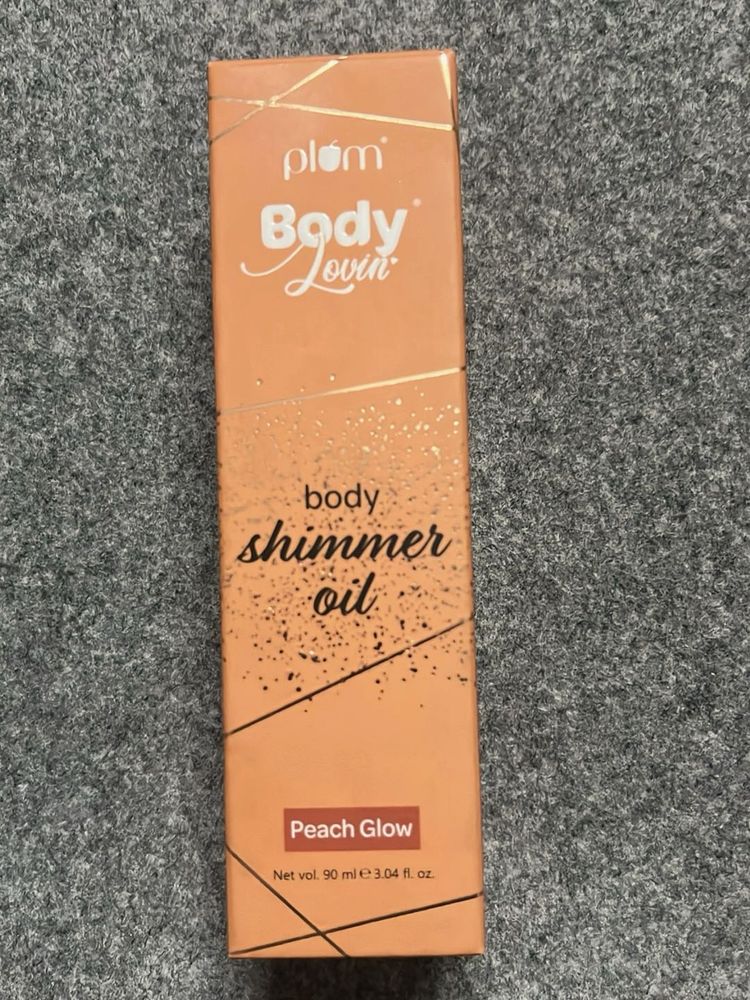 plum®
Body®
Lovin'
body
shimmer
oil
Peach Glow
Net vol. 90 ml ℮ 3.04 fl. oz.